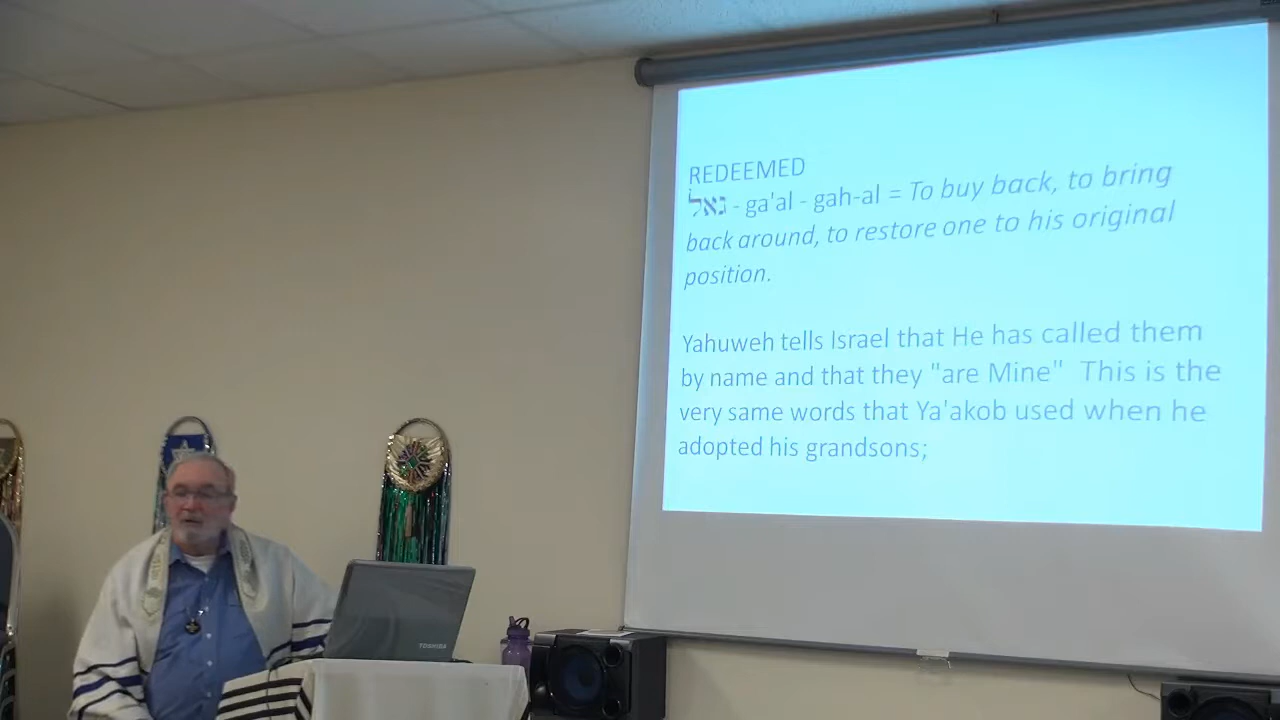 REDEEMED
גאל - ga'al - gah-al = To buy back, to bring
back around, to restore one to his original
position.
Yahuweh tells Israel that He has called them
by name and that they "are Mine" This is the
very same words that Ya'akob used when he
adopted his grandsons;
TOSHIBA